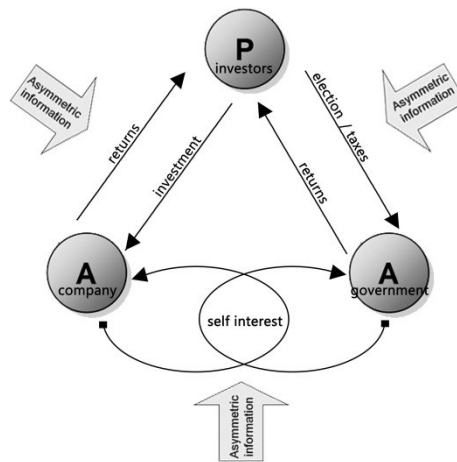 P
investors
Asymmetric
information
Asymmetric
information
returns
investment
election / taxes
returns
A
company
A
government
self interest
Asymmetric
information